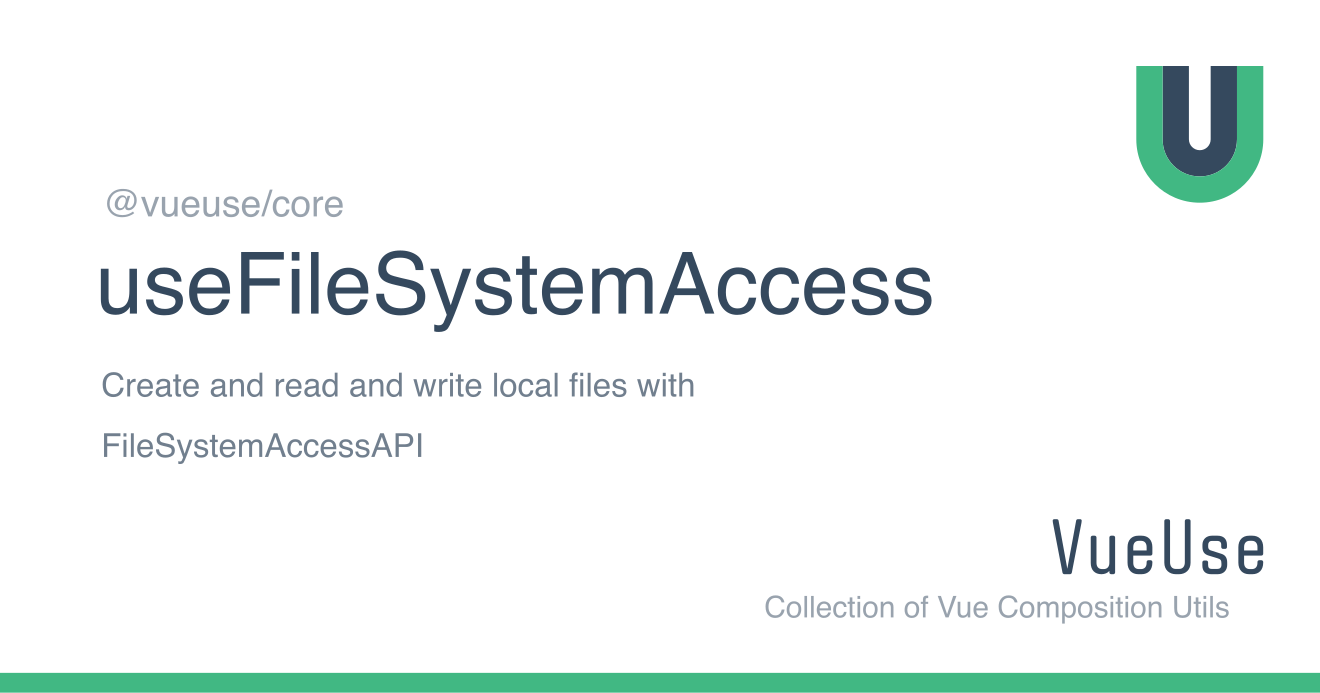 @vueuse/core
useFileSystemAccess
Create and read and write local files with
FileSystemAccessAPI
VueUse
Collection of Vue Composition Utils